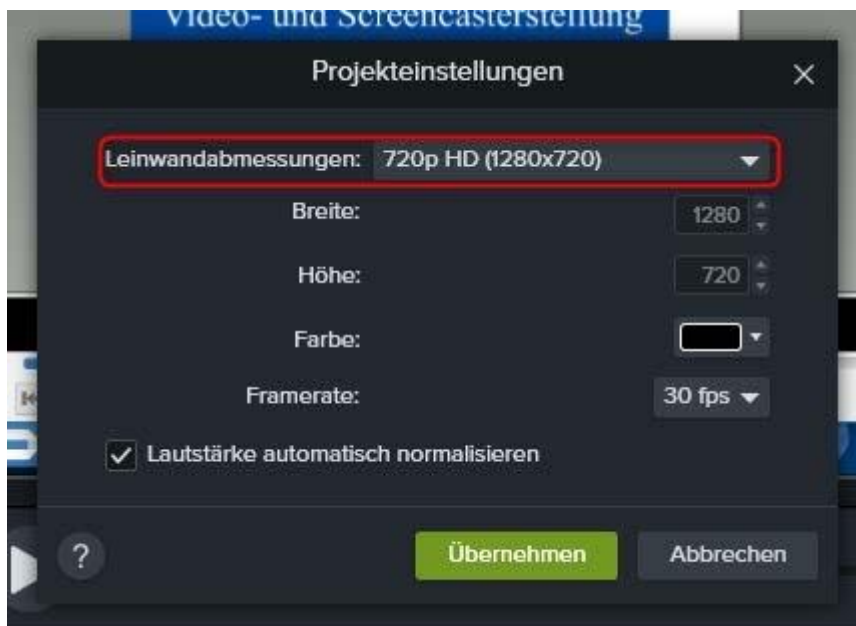 Video- und Screencasterstellung
Projekteinstellungen
Leinwandabmessungen: 720p HD (1280x720)
Breite: 1280
Höhe: 720
Farbe:
Framerate: 30 fps
Lautstärke automatisch normalisieren
? Übernehmen Abbrechen